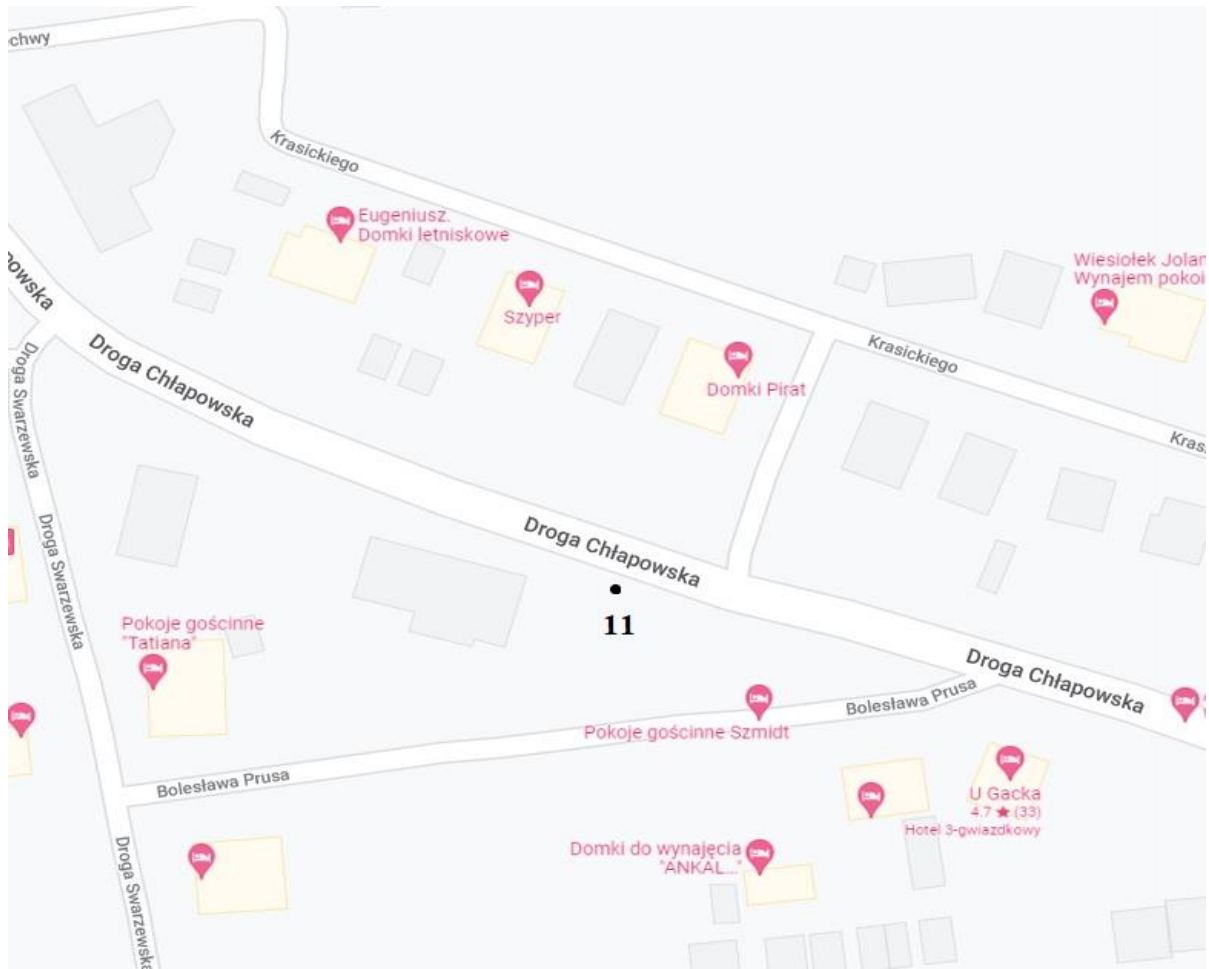 chwy
Krasickiego
Eugeniusz.
Domki letniskowe
Wiesiołek Jolan
Wynajem pokoi
Szyper
powska
Krasickiego
Droga Chłapowska
Domki Pirat
Droga Swarzewska
Kras
Droga Chłapowska
Droga Swarzewska
11
Pokoje gościnne
"Tatiana"
Droga Chłapowska
Bolesława Prusa
Pokoje gościnne Szmidt
Bolesława Prusa
U Gacka
4.7 ★ (33)
Hotel 3-gwiazdkowy
Domki do wynajęcia
"ANKAL..."
Droga Swarzewska